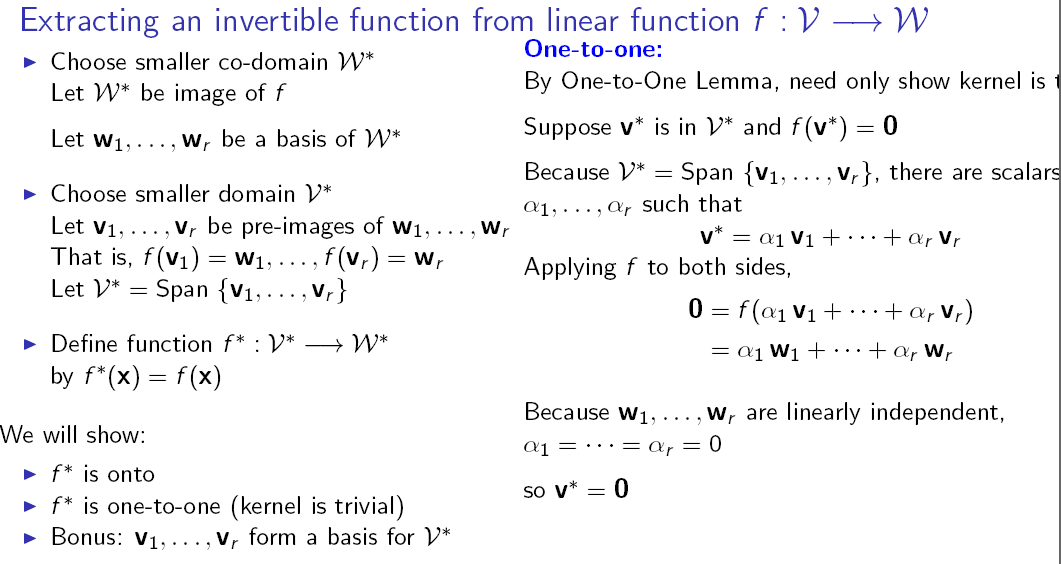 Extracting an invertible function from linear function f : 𝒱 ⟶ 𝒲
▶ Choose smaller co-domain 𝒲*
Let 𝒲* be image of f
Let w₁, . . . , wᵣ be a basis of 𝒲*
▶ Choose smaller domain 𝒱*
Let v₁, . . . , vᵣ be pre-images of w₁, . . . , wᵣ
That is, f(v₁) = w₁, . . . , f(vᵣ) = wᵣ
Let 𝒱* = Span {v₁, . . . , vᵣ}
▶ Define function f* : 𝒱* ⟶ 𝒲*
by f*(x) = f(x)
We will show:
▶ f* is onto
▶ f* is one-to-one (kernel is trivial)
▶ Bonus: v₁, . . . , vᵣ form a basis for 𝒱*
One-to-one:
By One-to-One Lemma, need only show kernel is
Suppose v* is in 𝒱* and f(v*) = 0
Because 𝒱* = Span {v₁, . . . , vᵣ}, there are scalars
α₁, . . . , αᵣ such that
v* = α₁ v₁ + · · · + αᵣ vᵣ
Applying f to both sides,
0 = f(α₁ v₁ + · · · + αᵣ vᵣ)
= α₁ w₁ + · · · + αᵣ wᵣ
Because w₁, . . . , wᵣ are linearly independent,
α₁ = · · · = αᵣ = 0
so v* = 0